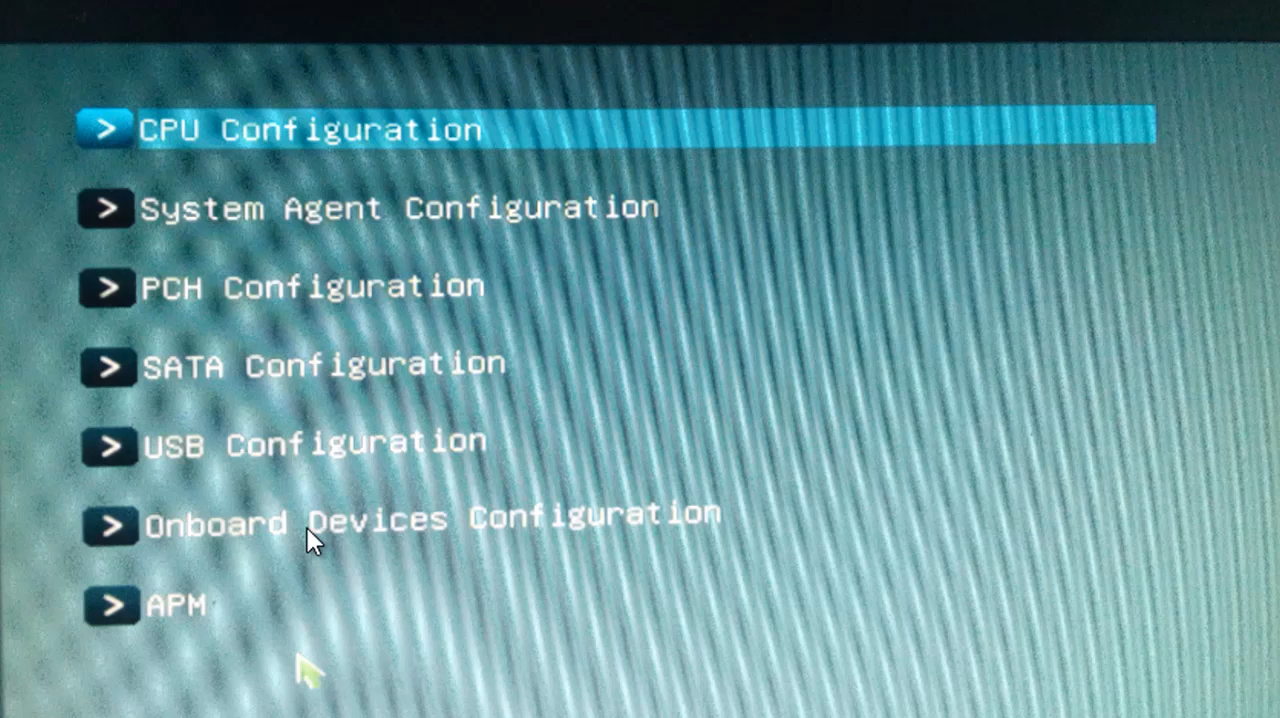 > CPU Configuration
> System Agent Configuration
> PCH Configuration
> SATA Configuration
> USB Configuration
> Onboard Devices Configuration
> APM